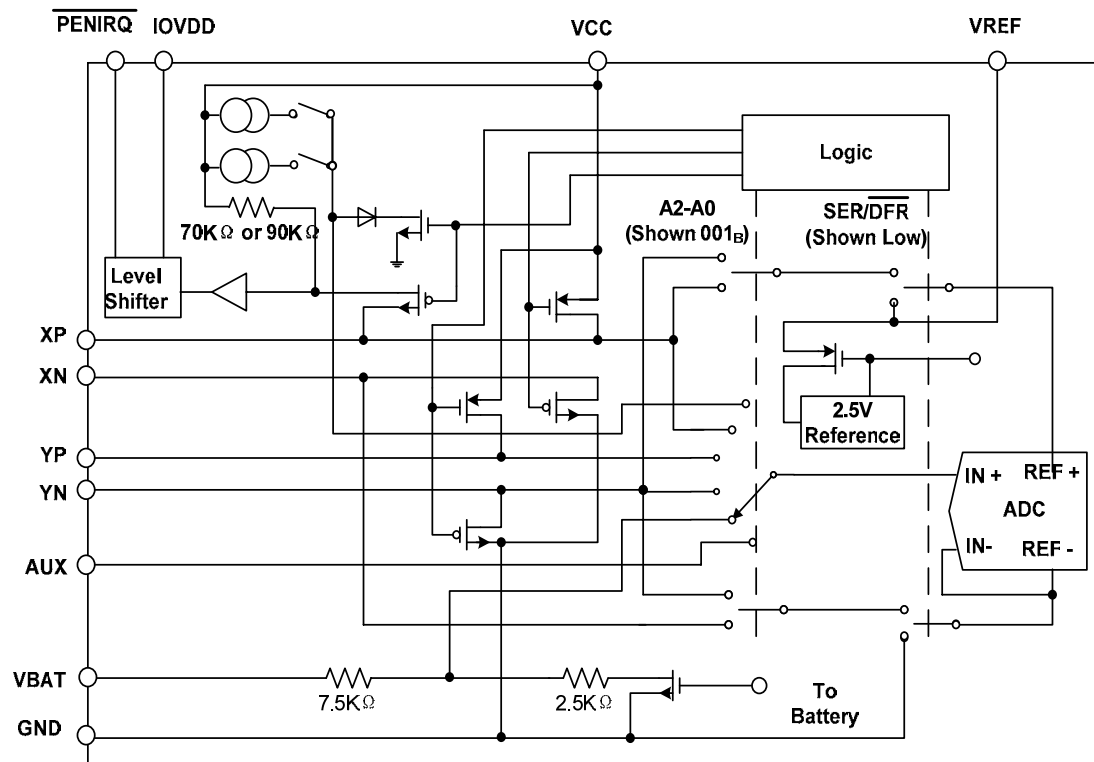 PENIRQ IOVDD VCC VREF
Logic
70KΩ or 90KΩ
A2-A0
(Shown 001B)
SER/DFR
(Shown Low)
Level
Shifter
XP
XN
2.5V
Reference
YP
YN
IN + REF +
ADC
IN- REF -
AUX
VBAT
7.5KΩ
2.5KΩ
To
Battery
GND